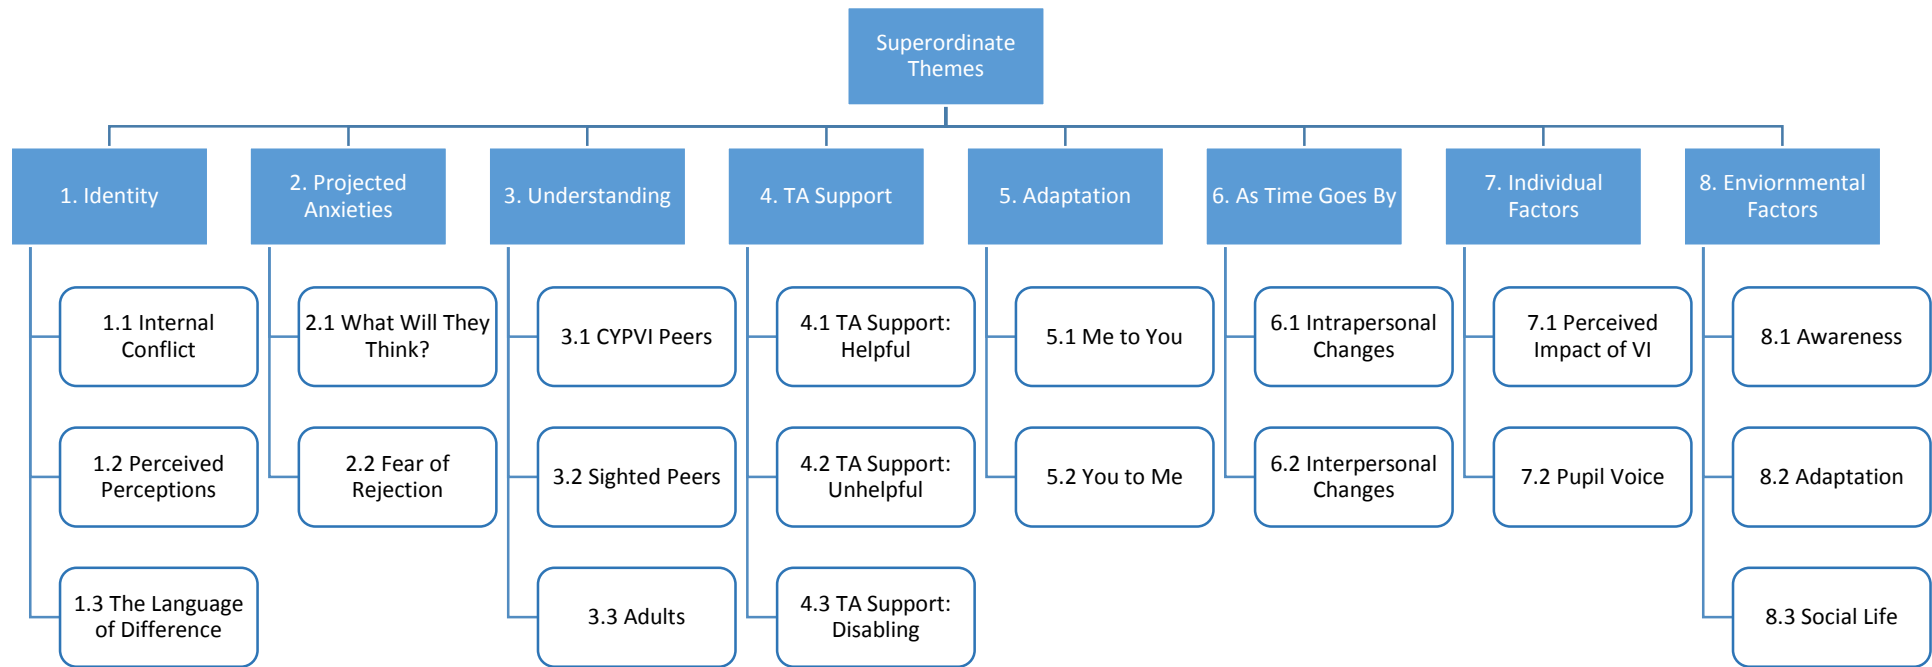 Superordinate
Themes
1. Identity
2. Projected
Anxieties
3. Understanding
4. TA Support
5. Adaptation
6. As Time Goes By
7. Individual
Factors
8. Enviornmental
Factors
1.1 Internal
Conflict
1.2 Perceived
Perceptions
1.3 The Language
of Difference
2.1 What Will They
Think?
2.2 Fear of
Rejection
3.1 CYPVI Peers
3.2 Sighted Peers
3.3 Adults
4.1 TA Support:
Helpful
4.2 TA Support:
Unhelpful
4.3 TA Support:
Disabling
5.1 Me to You
5.2 You to Me
6.1 Intrapersonal
Changes
6.2 Interpersonal
Changes
7.1 Perceived
Impact of VI
7.2 Pupil Voice
8.1 Awareness
8.2 Adaptation
8.3 Social Life